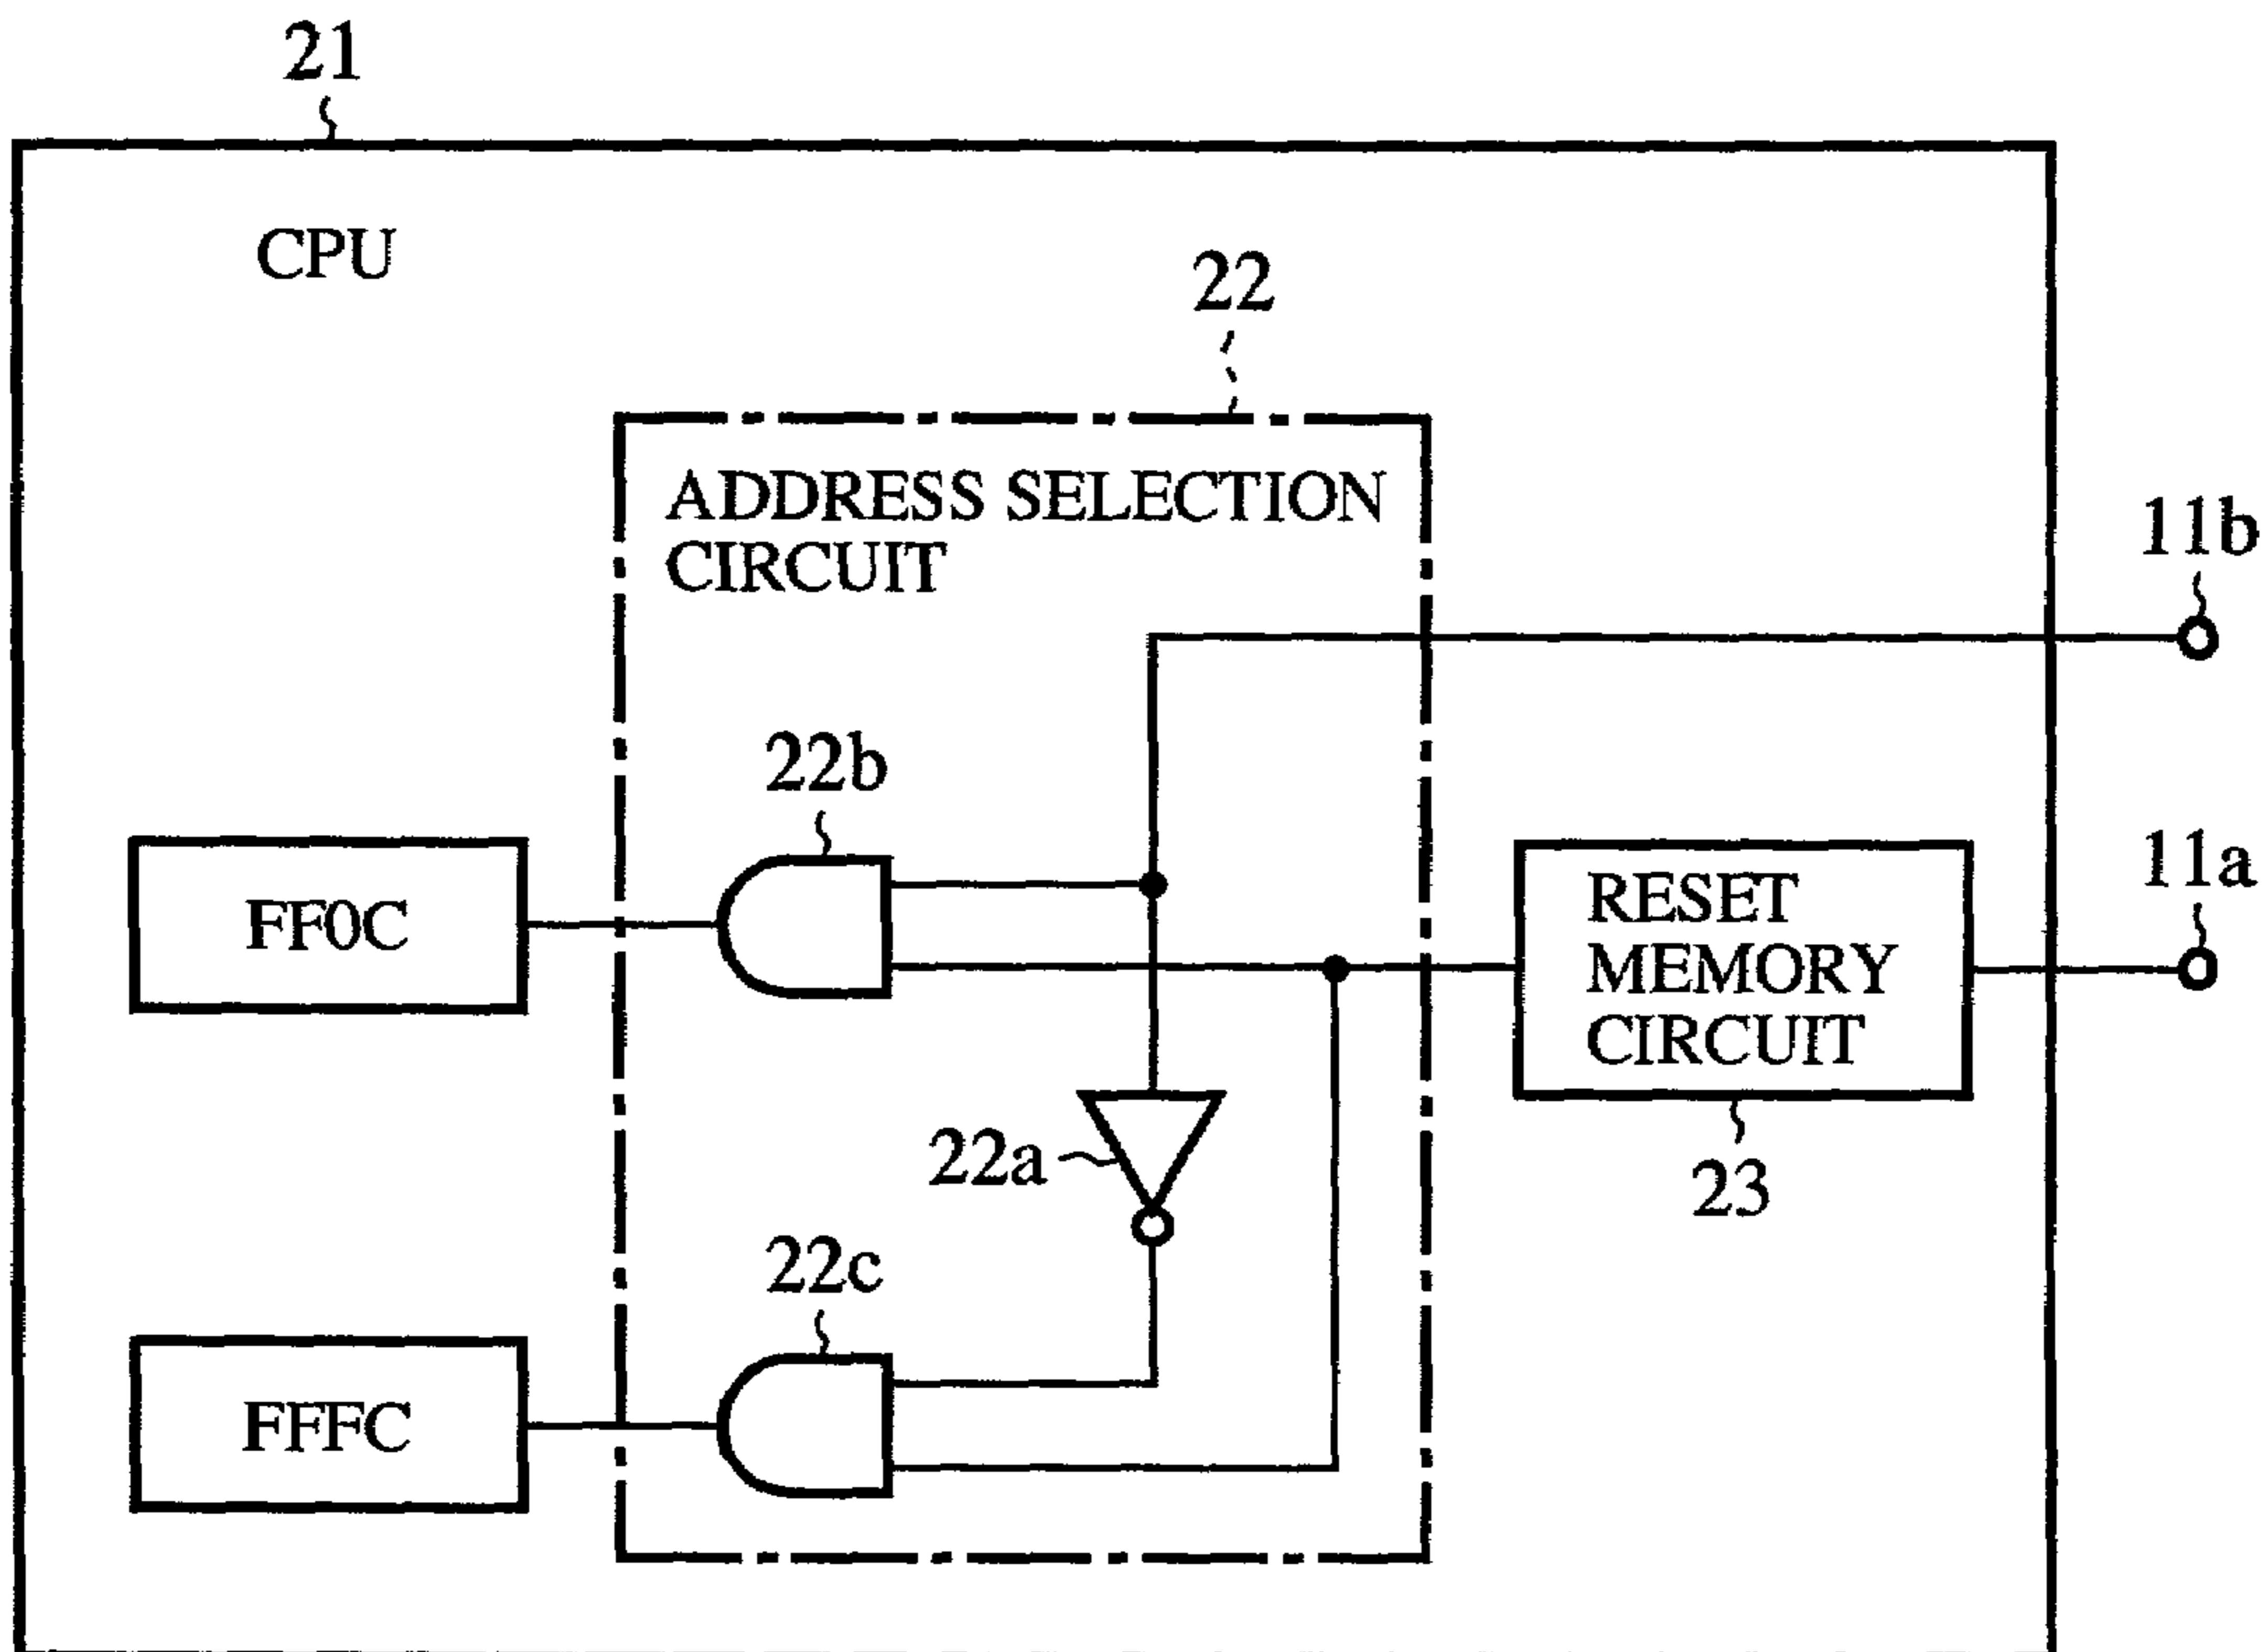 21
CPU
22
ADDRESS SELECTION
CIRCUIT
11b
22b
11a
FF0C
RESET
MEMORY
CIRCUIT
22a
23
22c
FFFC